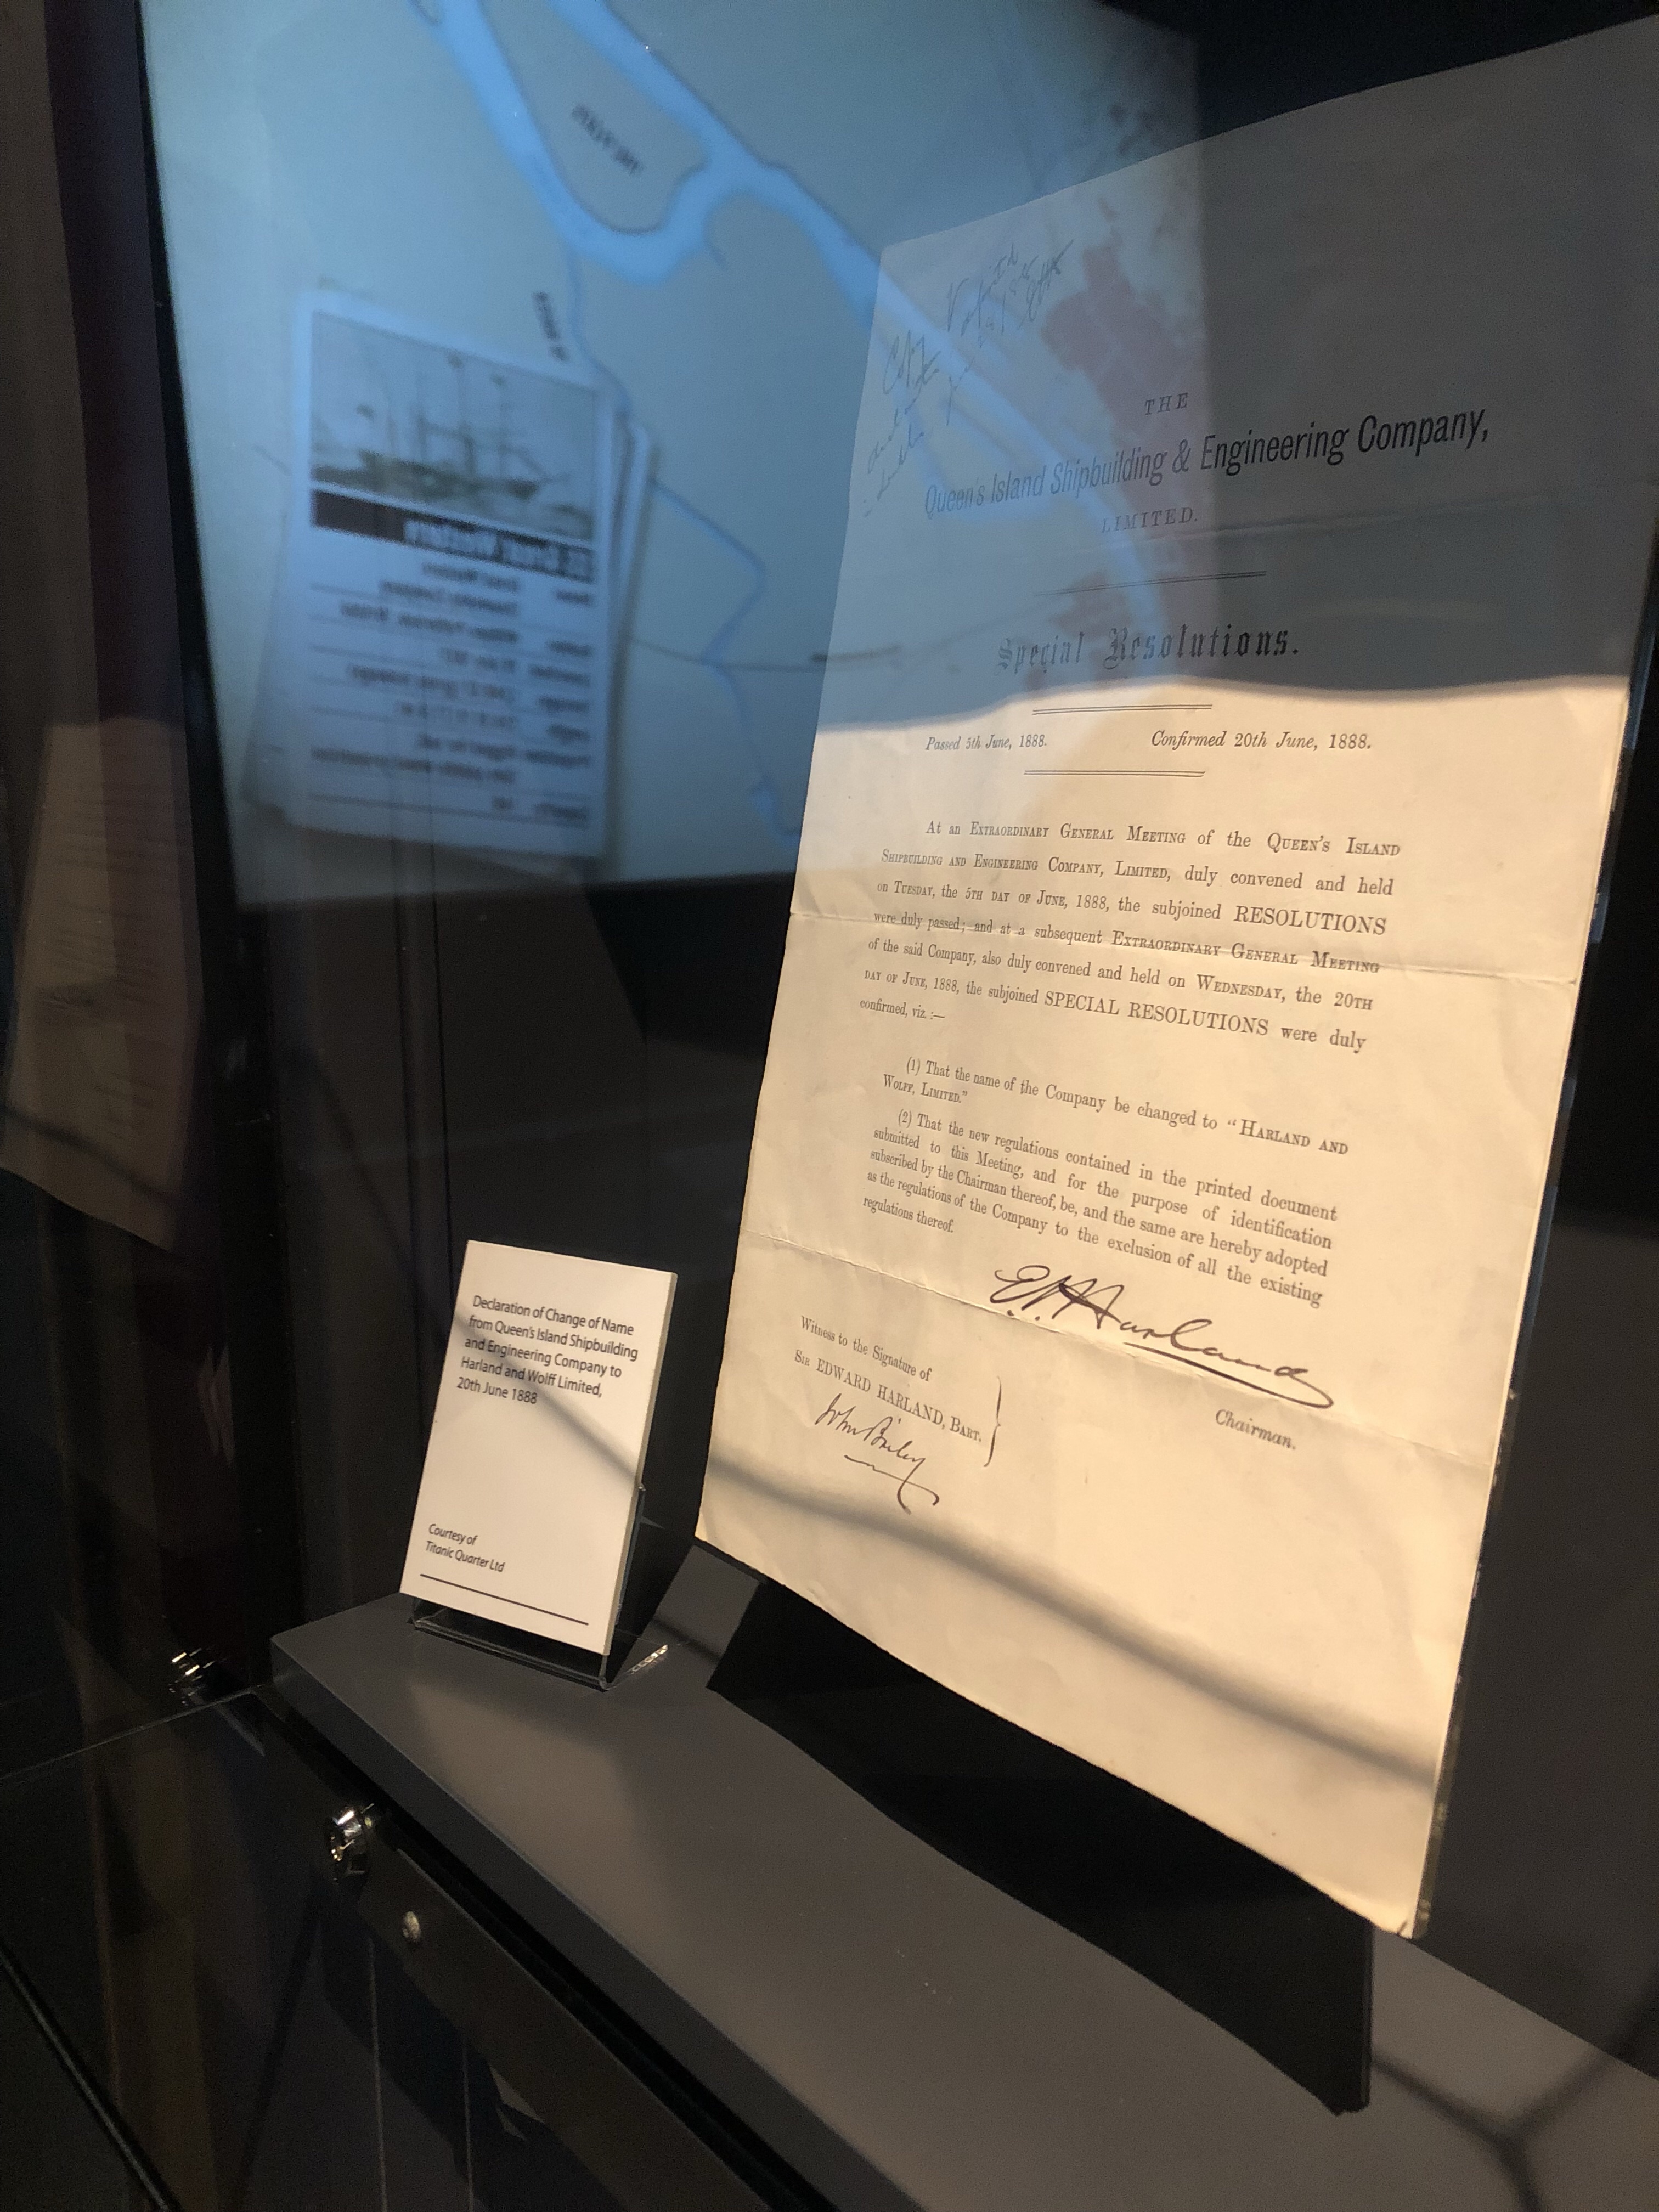 Copy
THE
Queen's Island Shipbuilding & Engineering Company,
LIMITED.
Special Resolutions.
Passed 5th June, 1888.
Confirmed 20th June, 1888.
At an EXTRAORDINARY GENERAL MEETING of the QUEEN'S ISLAND
SHIPBUILDING AND ENGINEERING COMPANY, LIMITED, duly convened and held
on TUESDAY, the 5TH DAY OF JUNE, 1888, the subjoined RESOLUTIONS
were duly passed; and at a subsequent EXTRAORDINARY GENERAL MEETING
of the said Company, also duly convened and held on WEDNESDAY, the 20TH
DAY OF JUNE, 1888, the subjoined SPECIAL RESOLUTIONS were duly
confirmed, viz.:—
(1) That the name of the Company be changed to "HARLAND AND
WOLFF, LIMITED."
(2) That the new regulations contained in the printed document
submitted to this Meeting, and for the purpose of identification
subscribed by the Chairman thereof, be, and the same are hereby adopted
as the regulations of the Company to the exclusion of all the existing
regulations thereof.
E. J. Harland
Chairman.
Witness to the Signature of
SIR EDWARD HARLAND, BART.
John Bailey
Declaration of Change of Name
from Queen's Island Shipbuilding
and Engineering Company to
Harland and Wolff Limited,
20th June 1888
Courtesy of
Titanic Quarter Ltd
SS Great Western